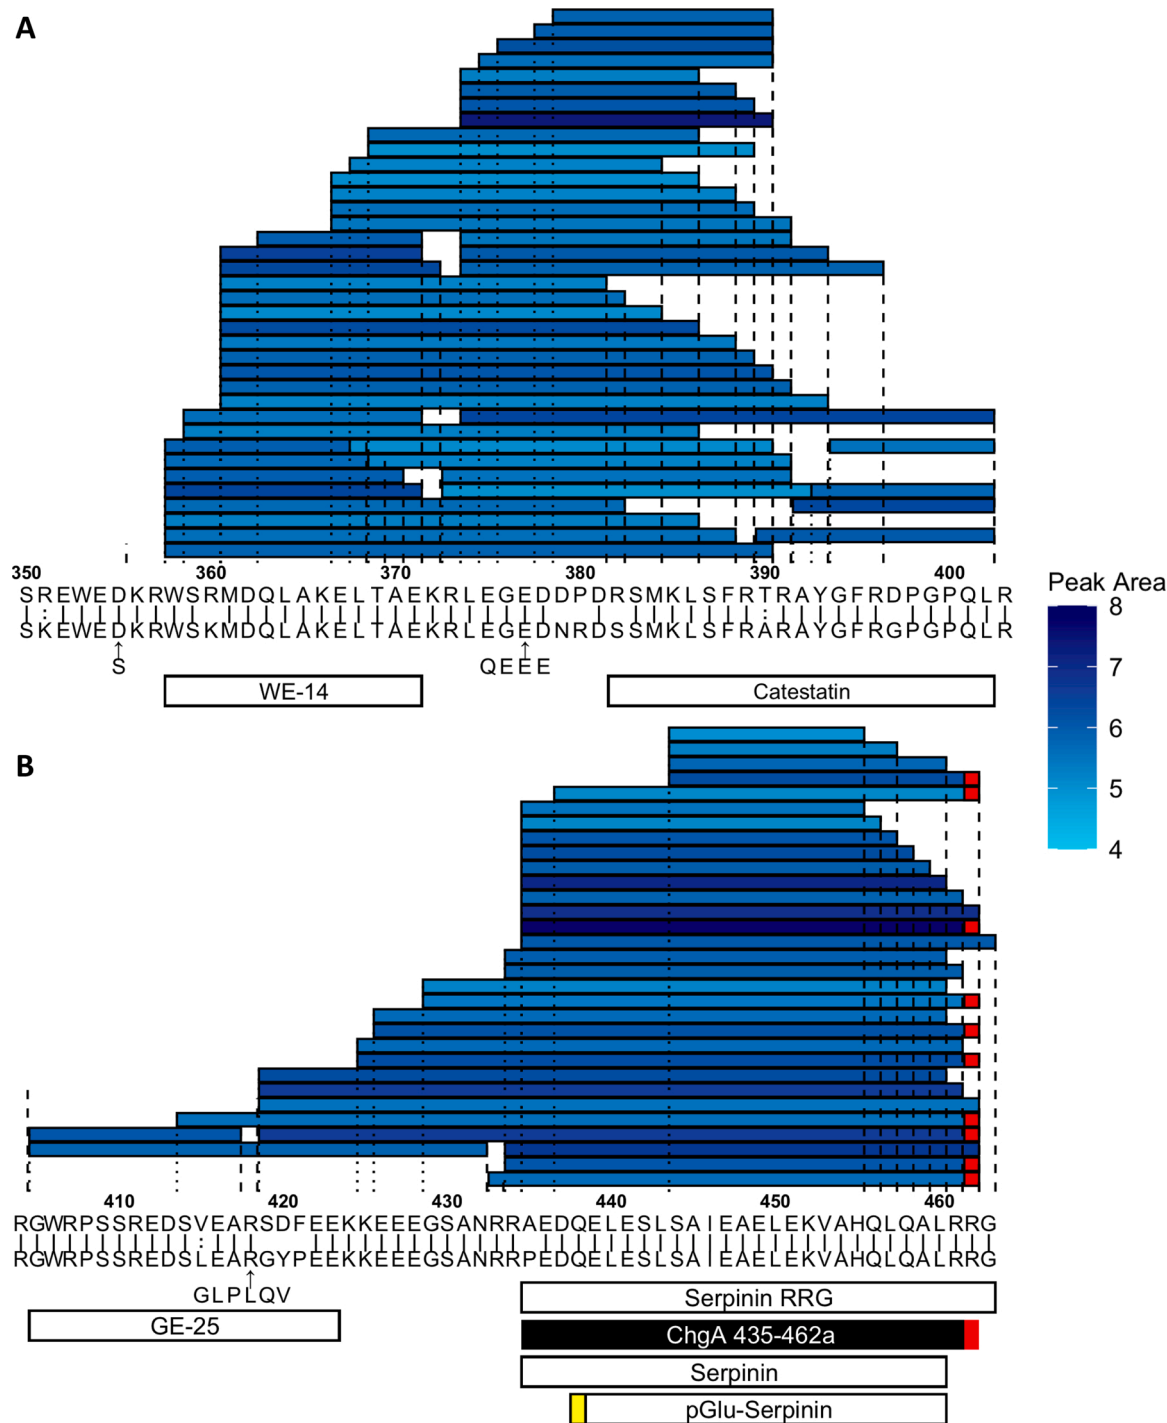 A
350 360 370 380 390 400
SREWEDKRWSRMDQLAKELTAEKRLEGEDDPDRSMKLSFRTRAYGFRDPGPQLR
SKEWEDKRWSKMDQLAKELTAEKRLEGEDNRDSSMKLSFRARAYGFRGPGPQLR
S
QEEE
WE-14
Catestatin
Peak Area
8
7
6
5
4
B
410 420 430 440 450 460
RGWRPSSREDSVEARSDFEEKKEEEGSANRRAEDQELESLSAIEAELEKVAHQLQALRRG
RGWRPSSREDSLEARGYPEEKKEEEGSANRRPEDQELESLSAIEAELEKVAHQLQALRRG
GLPLQV
GE-25
Serpinin RRG
ChgA 435-462a
Serpinin
pGlu-Serpinin